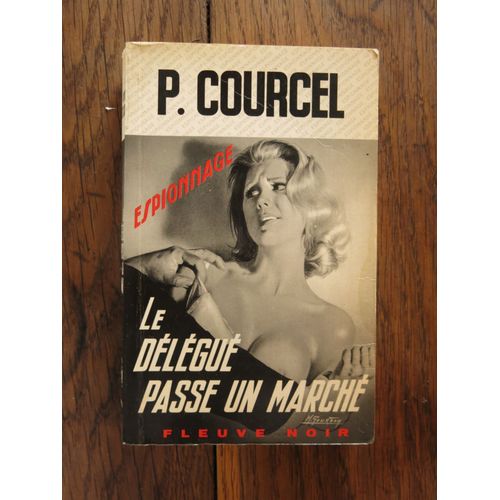 P. COURCEL
ESPIONNAGE
LE
DÉLÉGUÉ
PASSE UN MARCHÉ
FLEUVE NOIR